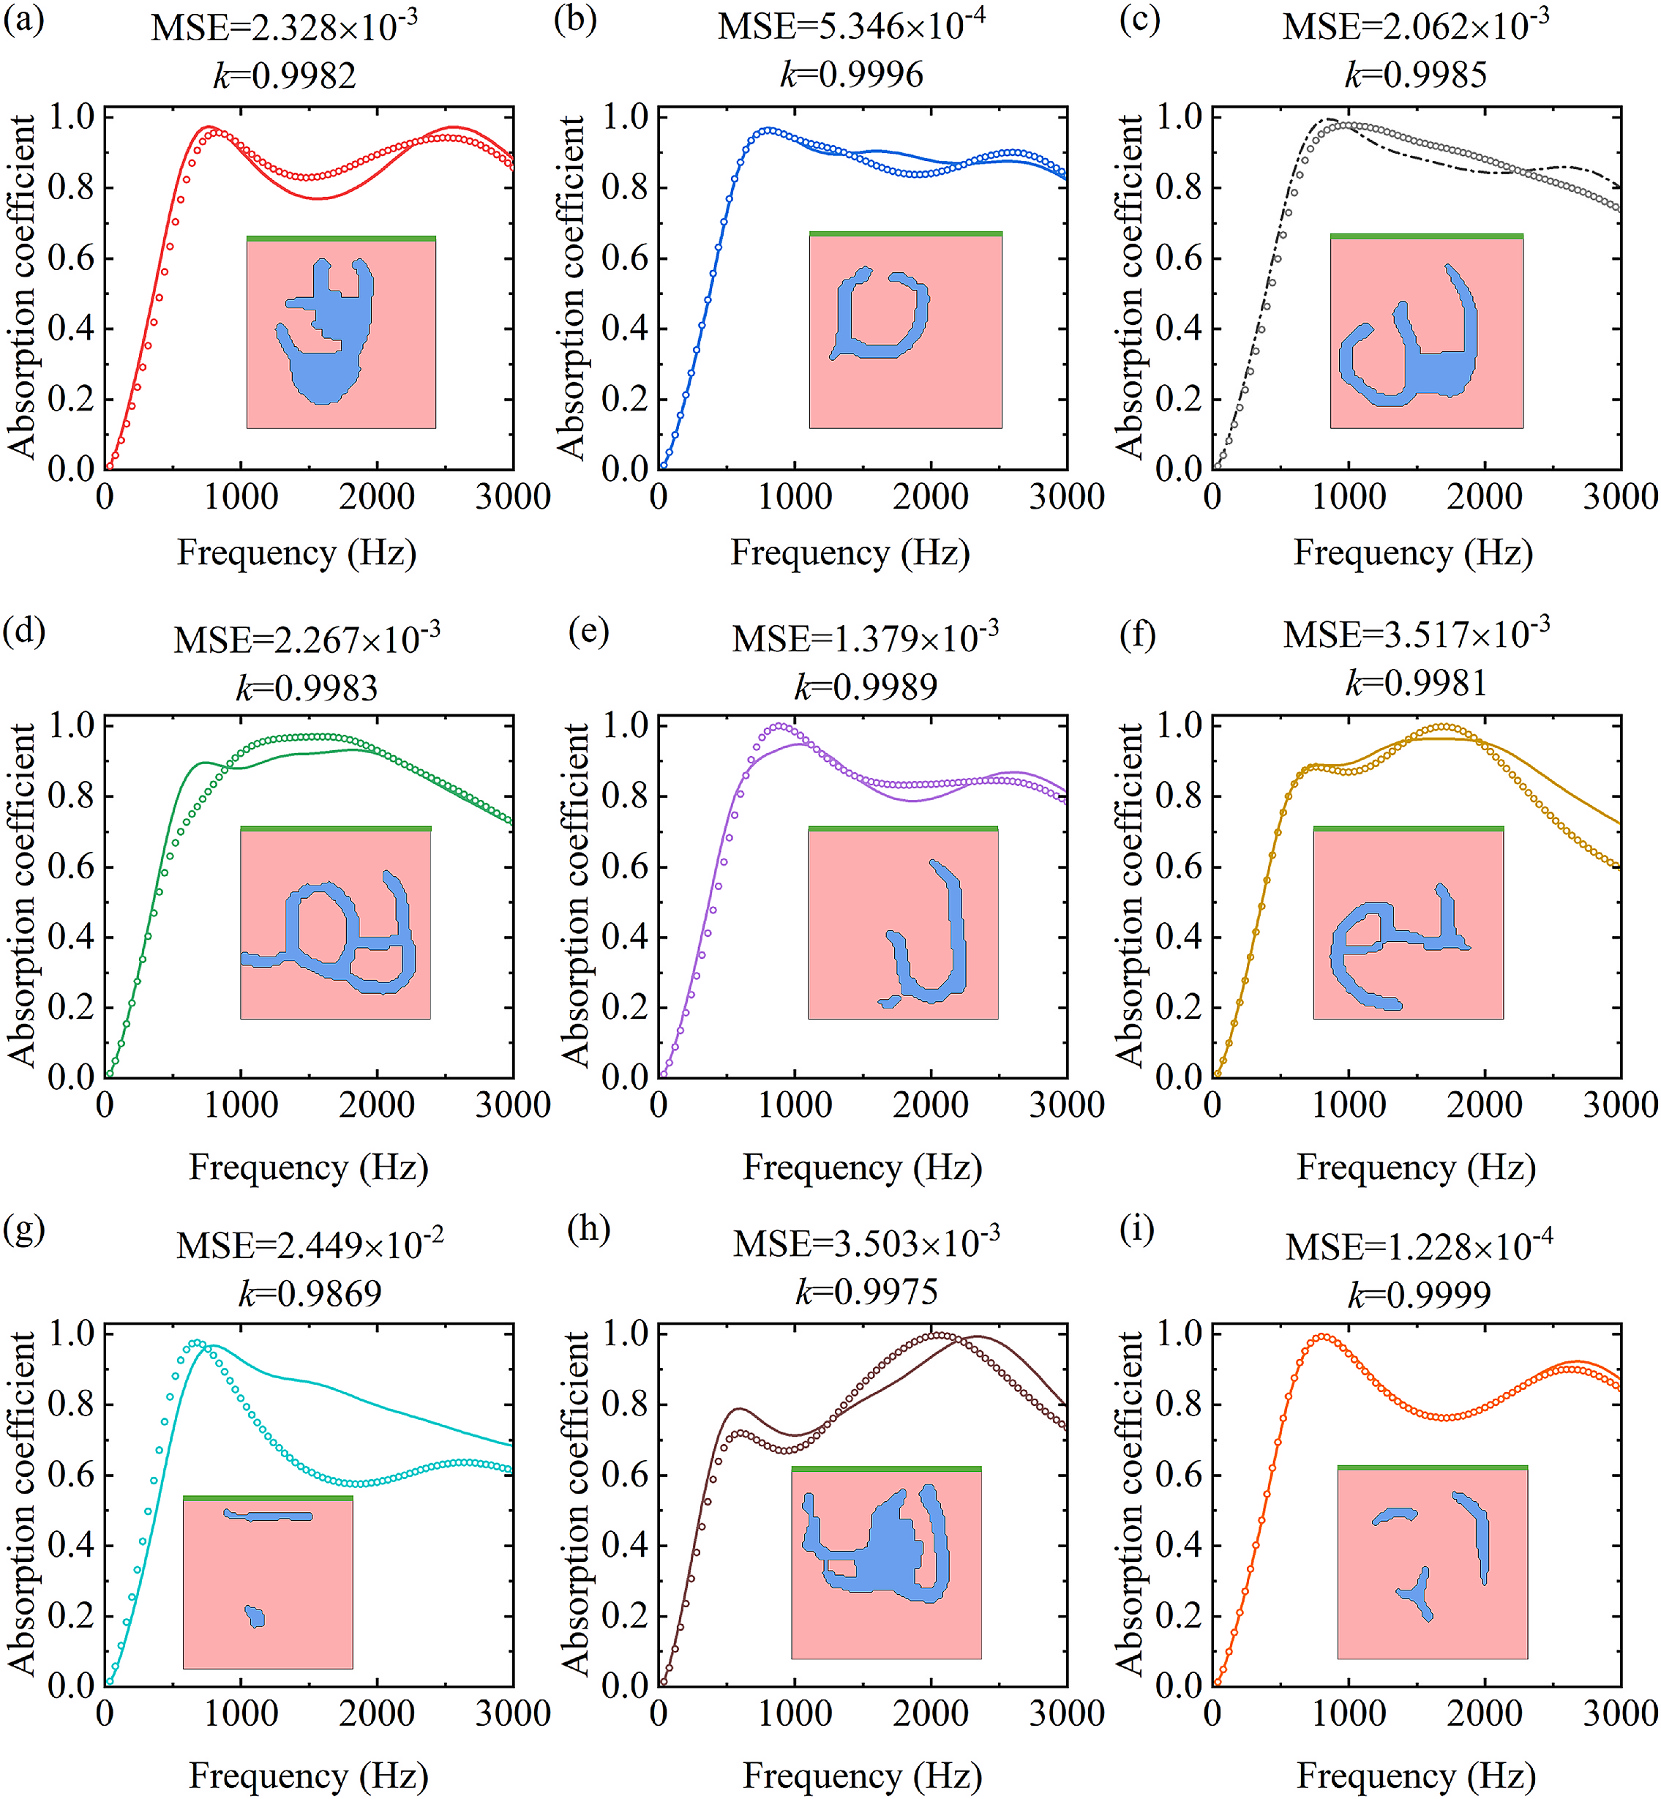 (a) MSE=2.328×10⁻³
k=0.9982
Absorption coefficient
1.0
0.8
0.6
0.4
0.2
0.0
0 1000 2000 3000
Frequency (Hz)
(b) MSE=5.346×10⁻⁴
k=0.9996
Absorption coefficient
1.0
0.8
0.6
0.4
0.2
0.0
0 1000 2000 3000
Frequency (Hz)
(c) MSE=2.062×10⁻³
k=0.9985
Absorption coefficient
1.0
0.8
0.6
0.4
0.2
0.0
0 1000 2000 3000
Frequency (Hz)
(d) MSE=2.267×10⁻³
k=0.9983
Absorption coefficient
1.0
0.8
0.6
0.4
0.2
0.0
0 1000 2000 3000
Frequency (Hz)
(e) MSE=1.379×10⁻³
k=0.9989
Absorption coefficient
1.0
0.8
0.6
0.4
0.2
0.0
0 1000 2000 3000
Frequency (Hz)
(f) MSE=3.517×10⁻³
k=0.9981
Absorption coefficient
1.0
0.8
0.6
0.4
0.2
0.0
0 1000 2000 3000
Frequency (Hz)
(g) MSE=2.449×10⁻²
k=0.9869
Absorption coefficient
1.0
0.8
0.6
0.4
0.2
0.0
0 1000 2000 3000
Frequency (Hz)
(h) MSE=3.503×10⁻³
k=0.9975
Absorption coefficient
1.0
0.8
0.6
0.4
0.2
0.0
0 1000 2000 3000
Frequency (Hz)
(i) MSE=1.228×10⁻⁴
k=0.9999
Absorption coefficient
1.0
0.8
0.6
0.4
0.2
0.0
0 1000 2000 3000
Frequency (Hz)